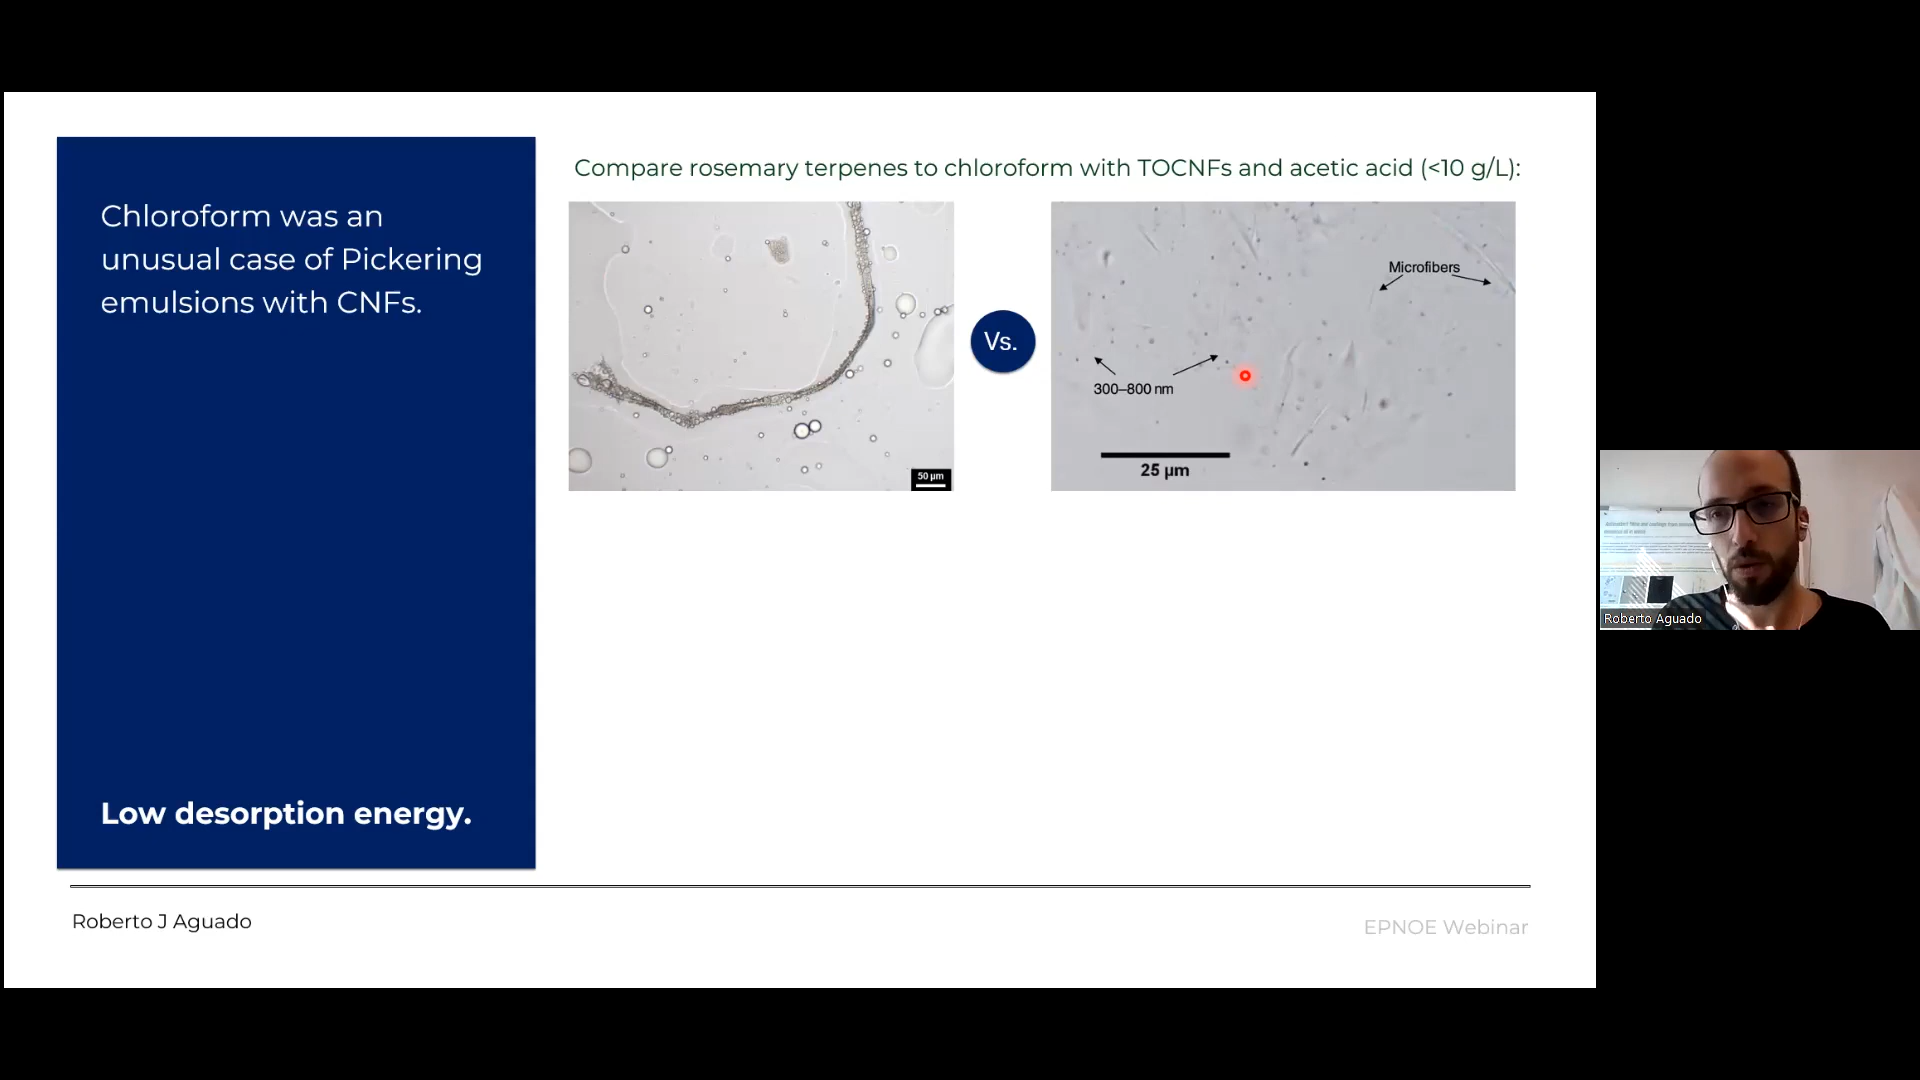 Chloroform was an
unusual case of Pickering
emulsions with CNFs.
Low desorption energy.
Compare rosemary terpenes to chloroform with TOCNFs and acetic acid (<10 g/L):
50 µm
Vs.
Microfibers
300–800 nm
25 µm
Roberto J Aguado
EPNOE Webinar
Roberto Aguado